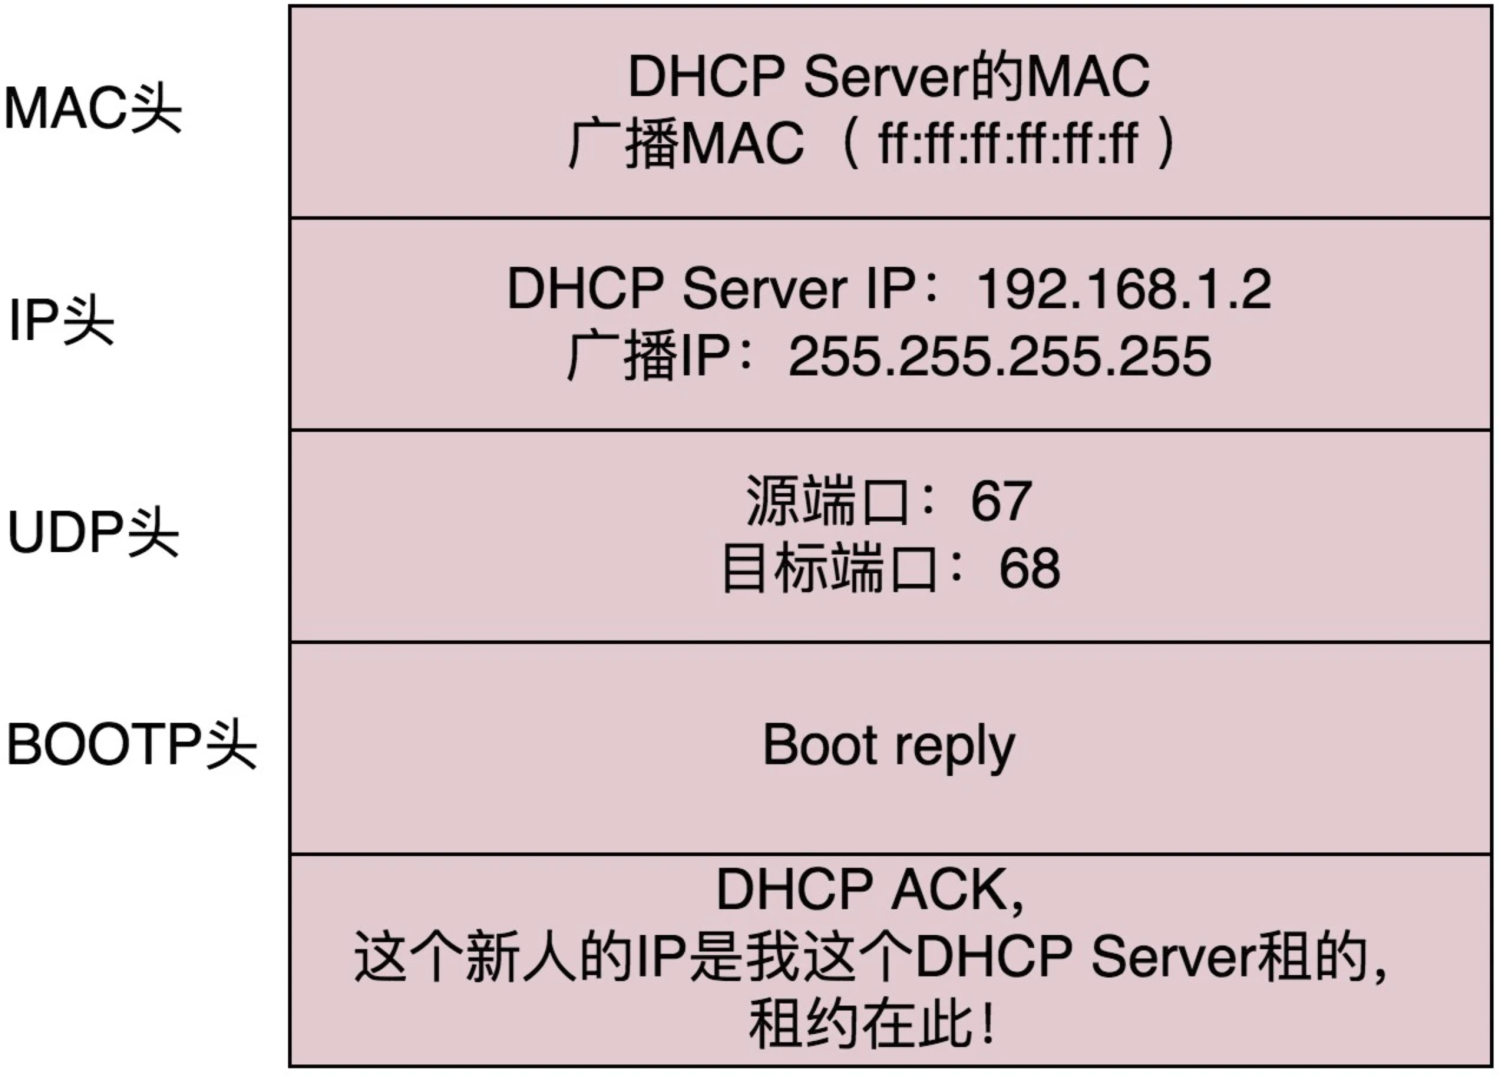 MAC头
DHCP Server的MAC
广播MAC（ff:ff:ff:ff:ff:ff）
IP头
DHCP Server IP：192.168.1.2
广播IP：255.255.255.255
UDP头
源端口：67
目标端口：68
BOOTP头
Boot reply
DHCP ACK，
这个新人的IP是我这个DHCP Server租的，
租约在此！